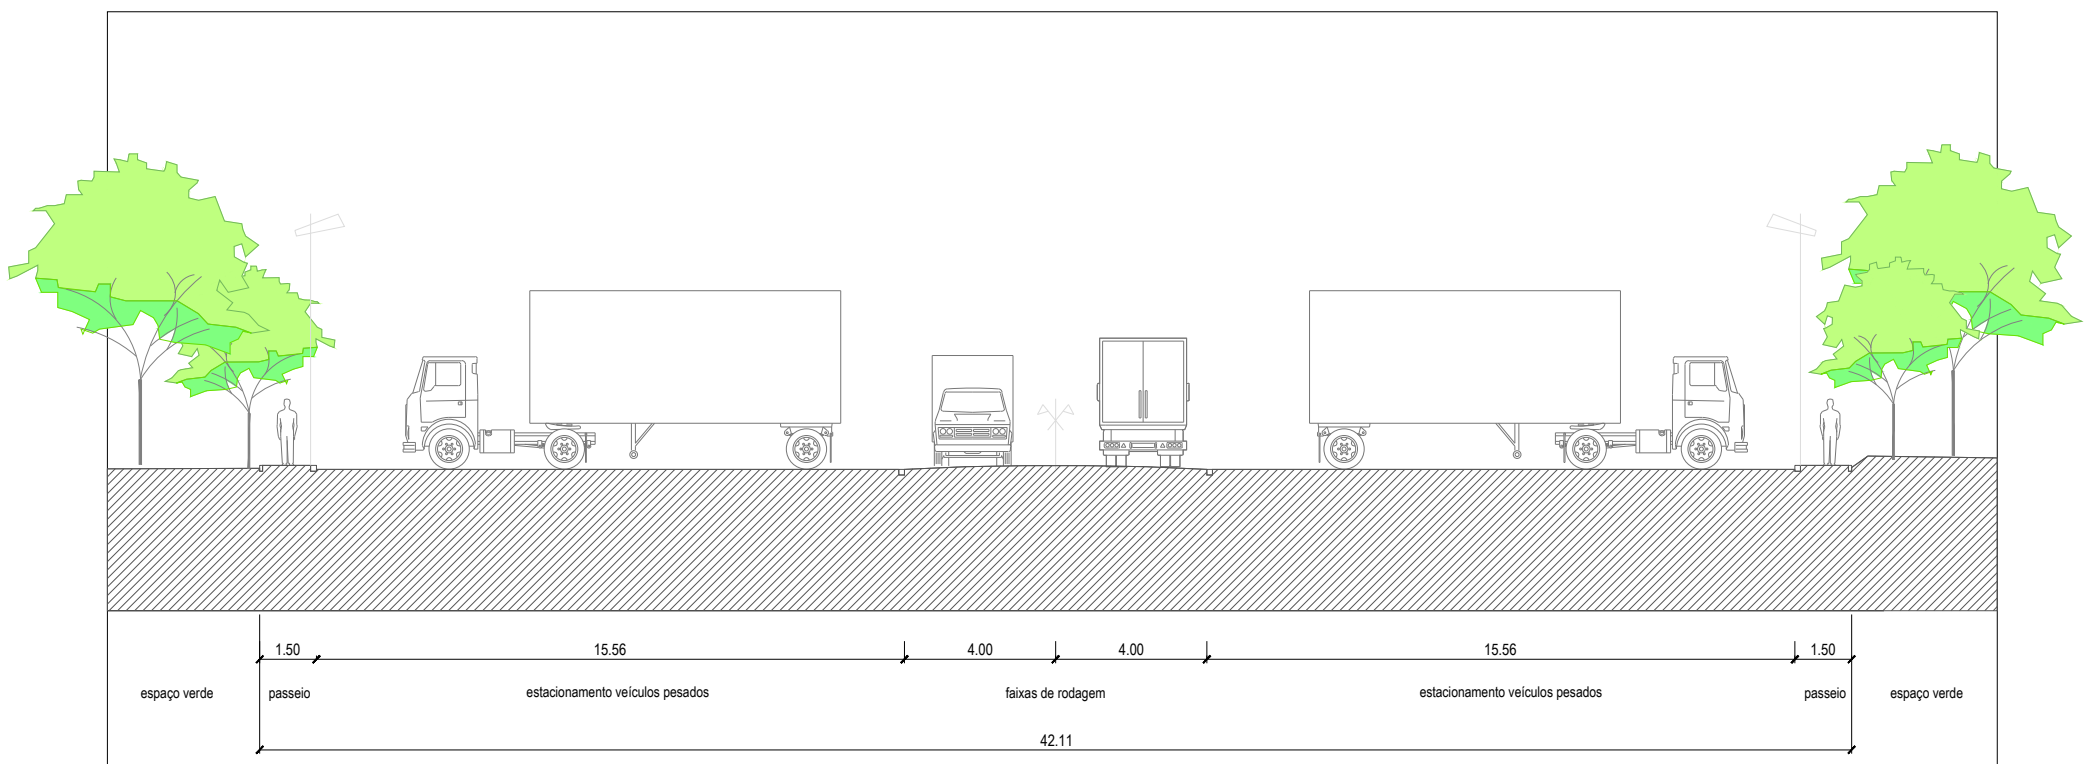 1.50 15.56 4.00 4.00 15.56 1.50
espaço verde passeio estacionamento veículos pesados faixas de rodagem estacionamento veículos pesados passeio espaço verde
42.11